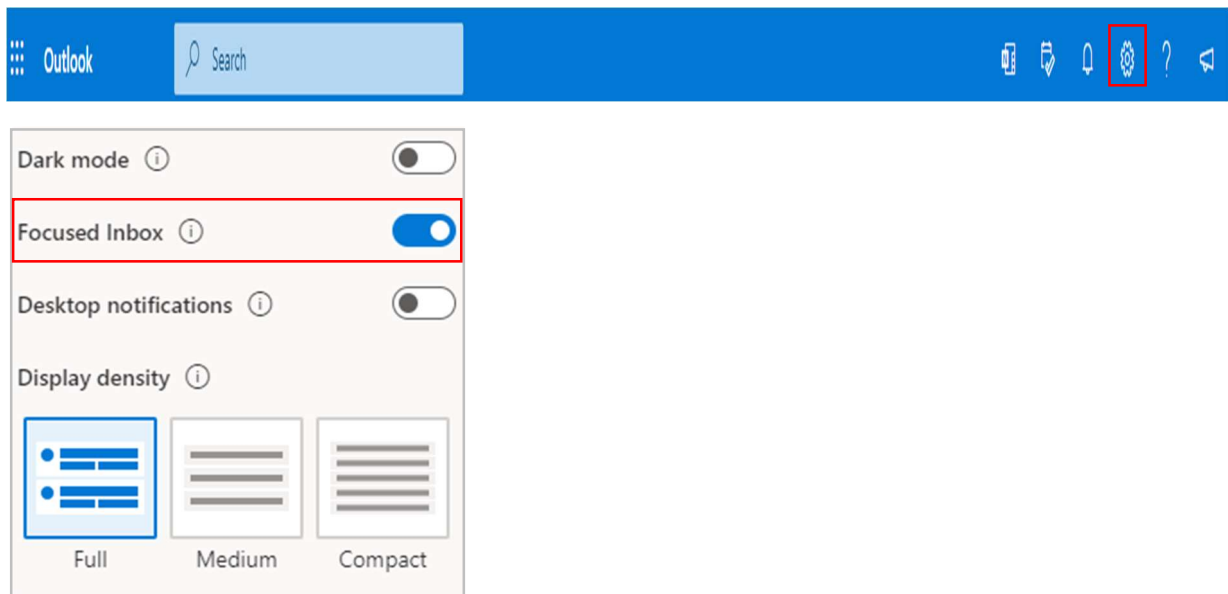 Outlook
Search
?
Dark mode
Focused Inbox
Desktop notifications
Display density
Full Medium Compact